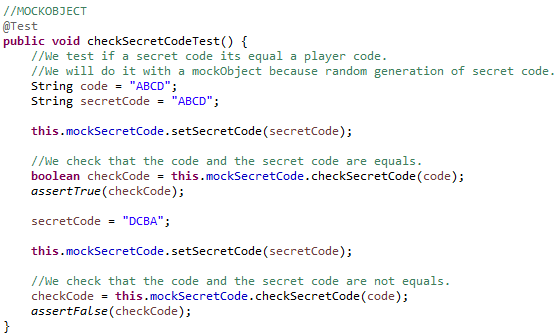 //MOCKOBJECT
@Test
public void checkSecretCodeTest() {
//We test if a secret code its equal a player code.
//We will do it with a mockObject because random generation of secret code.
String code = "ABCD";
String secretCode = "ABCD";
this.mockSecretCode.setSecretCode(secretCode);
//We check that the code and the secret code are equals.
boolean checkCode = this.mockSecretCode.checkSecretCode(code);
assertTrue(checkCode);
secretCode = "DCBA";
this.mockSecretCode.setSecretCode(secretCode);
//We check that the code and the secret code are not equals.
checkCode = this.mockSecretCode.checkSecretCode(code);
assertFalse(checkCode);
}